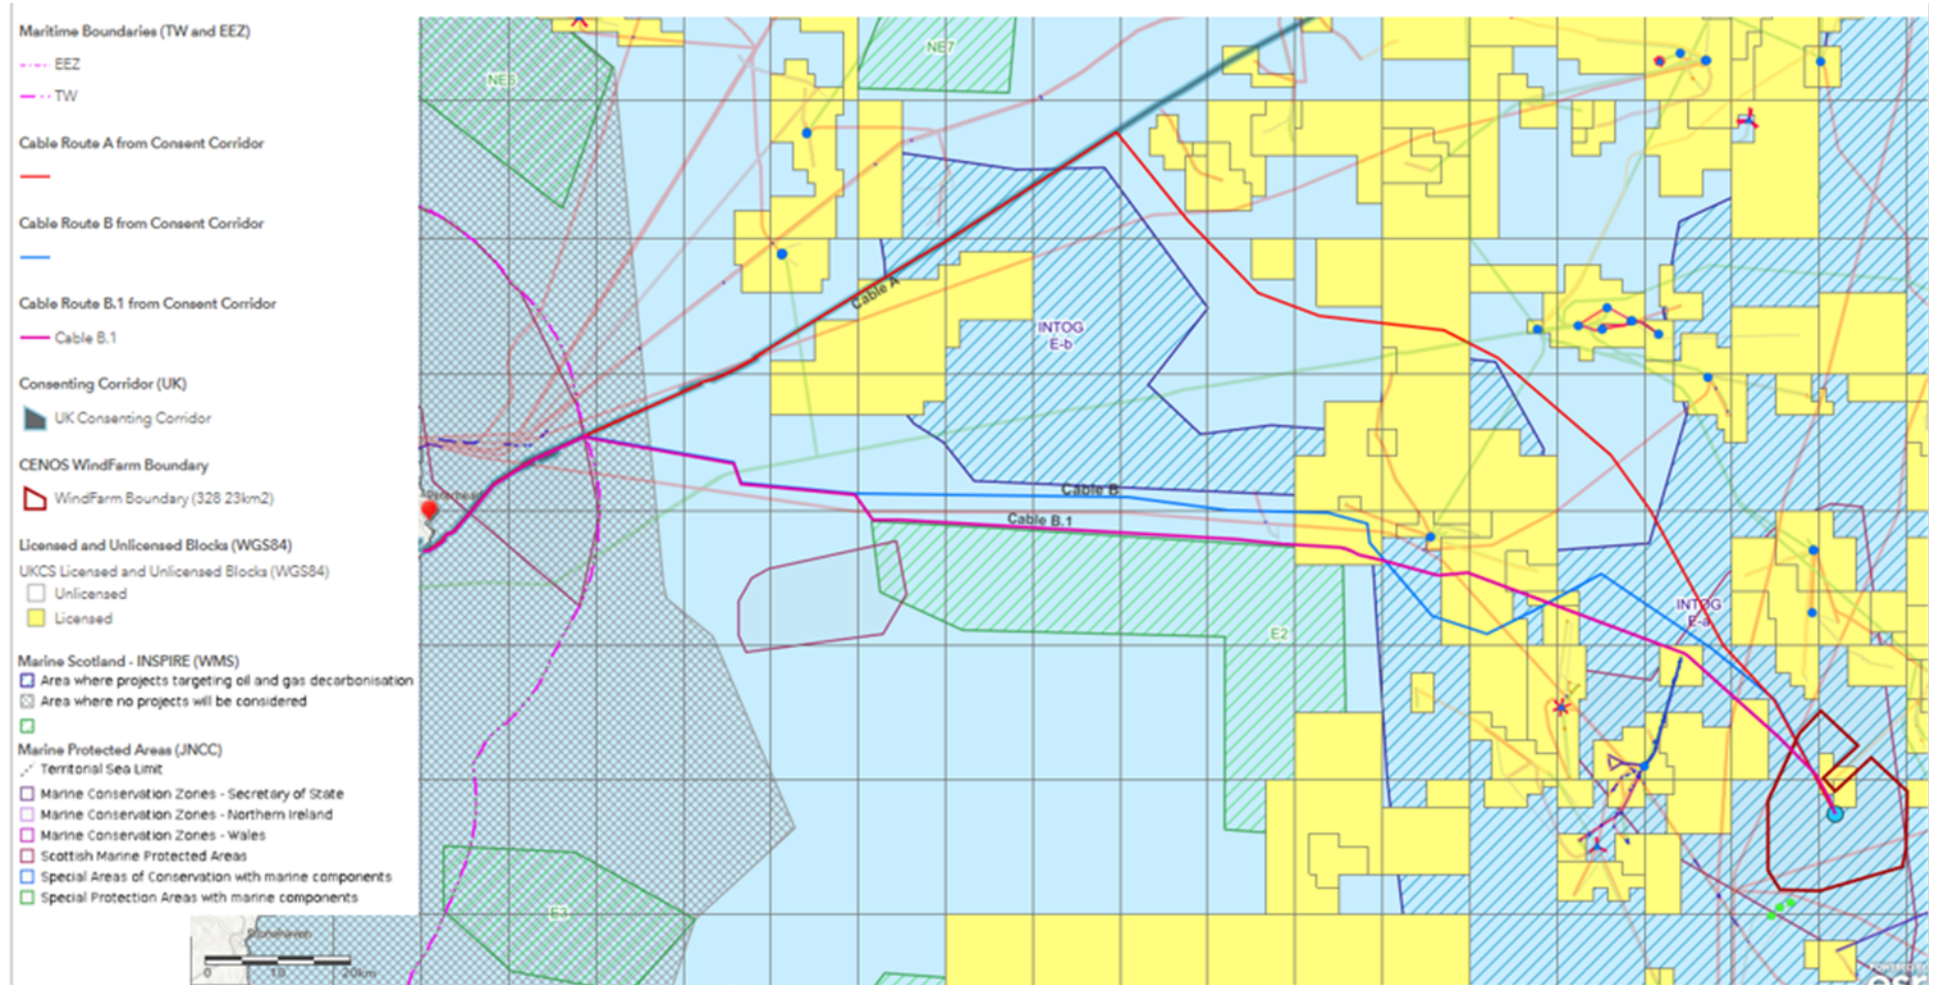 Maritime Boundaries (TW and EEZ)
EEZ
TW
Cable Route A from Consent Corridor
Cable Route B from Consent Corridor
Cable Route B.1 from Consent Corridor
Cable B.1
Consenting Corridor (UK)
UK Consenting Corridor
CENOS WindFarm Boundary
WindFarm Boundary (328 23km2)
Licensed and Unlicensed Blocks (WGS84)
UKCS Licensed and Unlicensed Blocks (WGS84)
Unlicensed
Licensed
Marine Scotland - INSPIRE (WMS)
Area where projects targeting oil and gas decarbonisation
Area where no projects will be considered
Marine Protected Areas (JNCC)
Territorial Sea Limit
Marine Conservation Zones - Secretary of State
Marine Conservation Zones - Northern Ireland
Marine Conservation Zones - Wales
Scottish Marine Protected Areas
Special Areas of Conservation with marine components
Special Protection Areas with marine components
Stonehaven
0 10 20km
NE6
NE7
Cable A
INTOG
E-b
Peterhead
Cable B
Cable B.1
E2
INTOG
E-a
E3
POWERED BY
esri